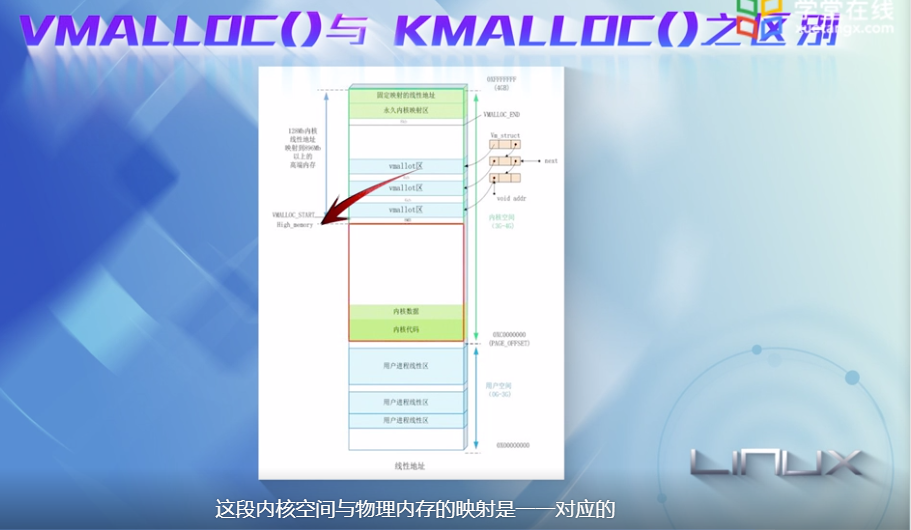 VMALLOC()与 KMALLOC()之区别
学堂在线
xuetangx.com
0XFFFFFFFF
(4GB)
固定映射的线性地址
永久内核映射区
VMALLOC_END
128Mb内核
线性地址
映射到896Mb
以上的
高端内存
Vm_struct
vmallot区
next
vmallot区
void addr
vmallot区
VMALLOC_START
High_memory
内核空间
(3G-4G)
内核数据
内核代码
0XC0000000
(PAGE_OFFSET)
用户进程线性区
用户空间
(0G-3G)
用户进程线性区
用户进程线性区
0X00000000
线性地址
LINUX
这段内核空间与物理内存的映射是一一对应的